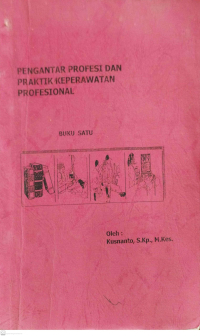 PENGANTAR PROFESI DAN
PRAKTIK KEPERAWATAN
PROFESIONAL
BUKU SATU
Oleh :
Kusnanto, S.Kp., M.Kes.